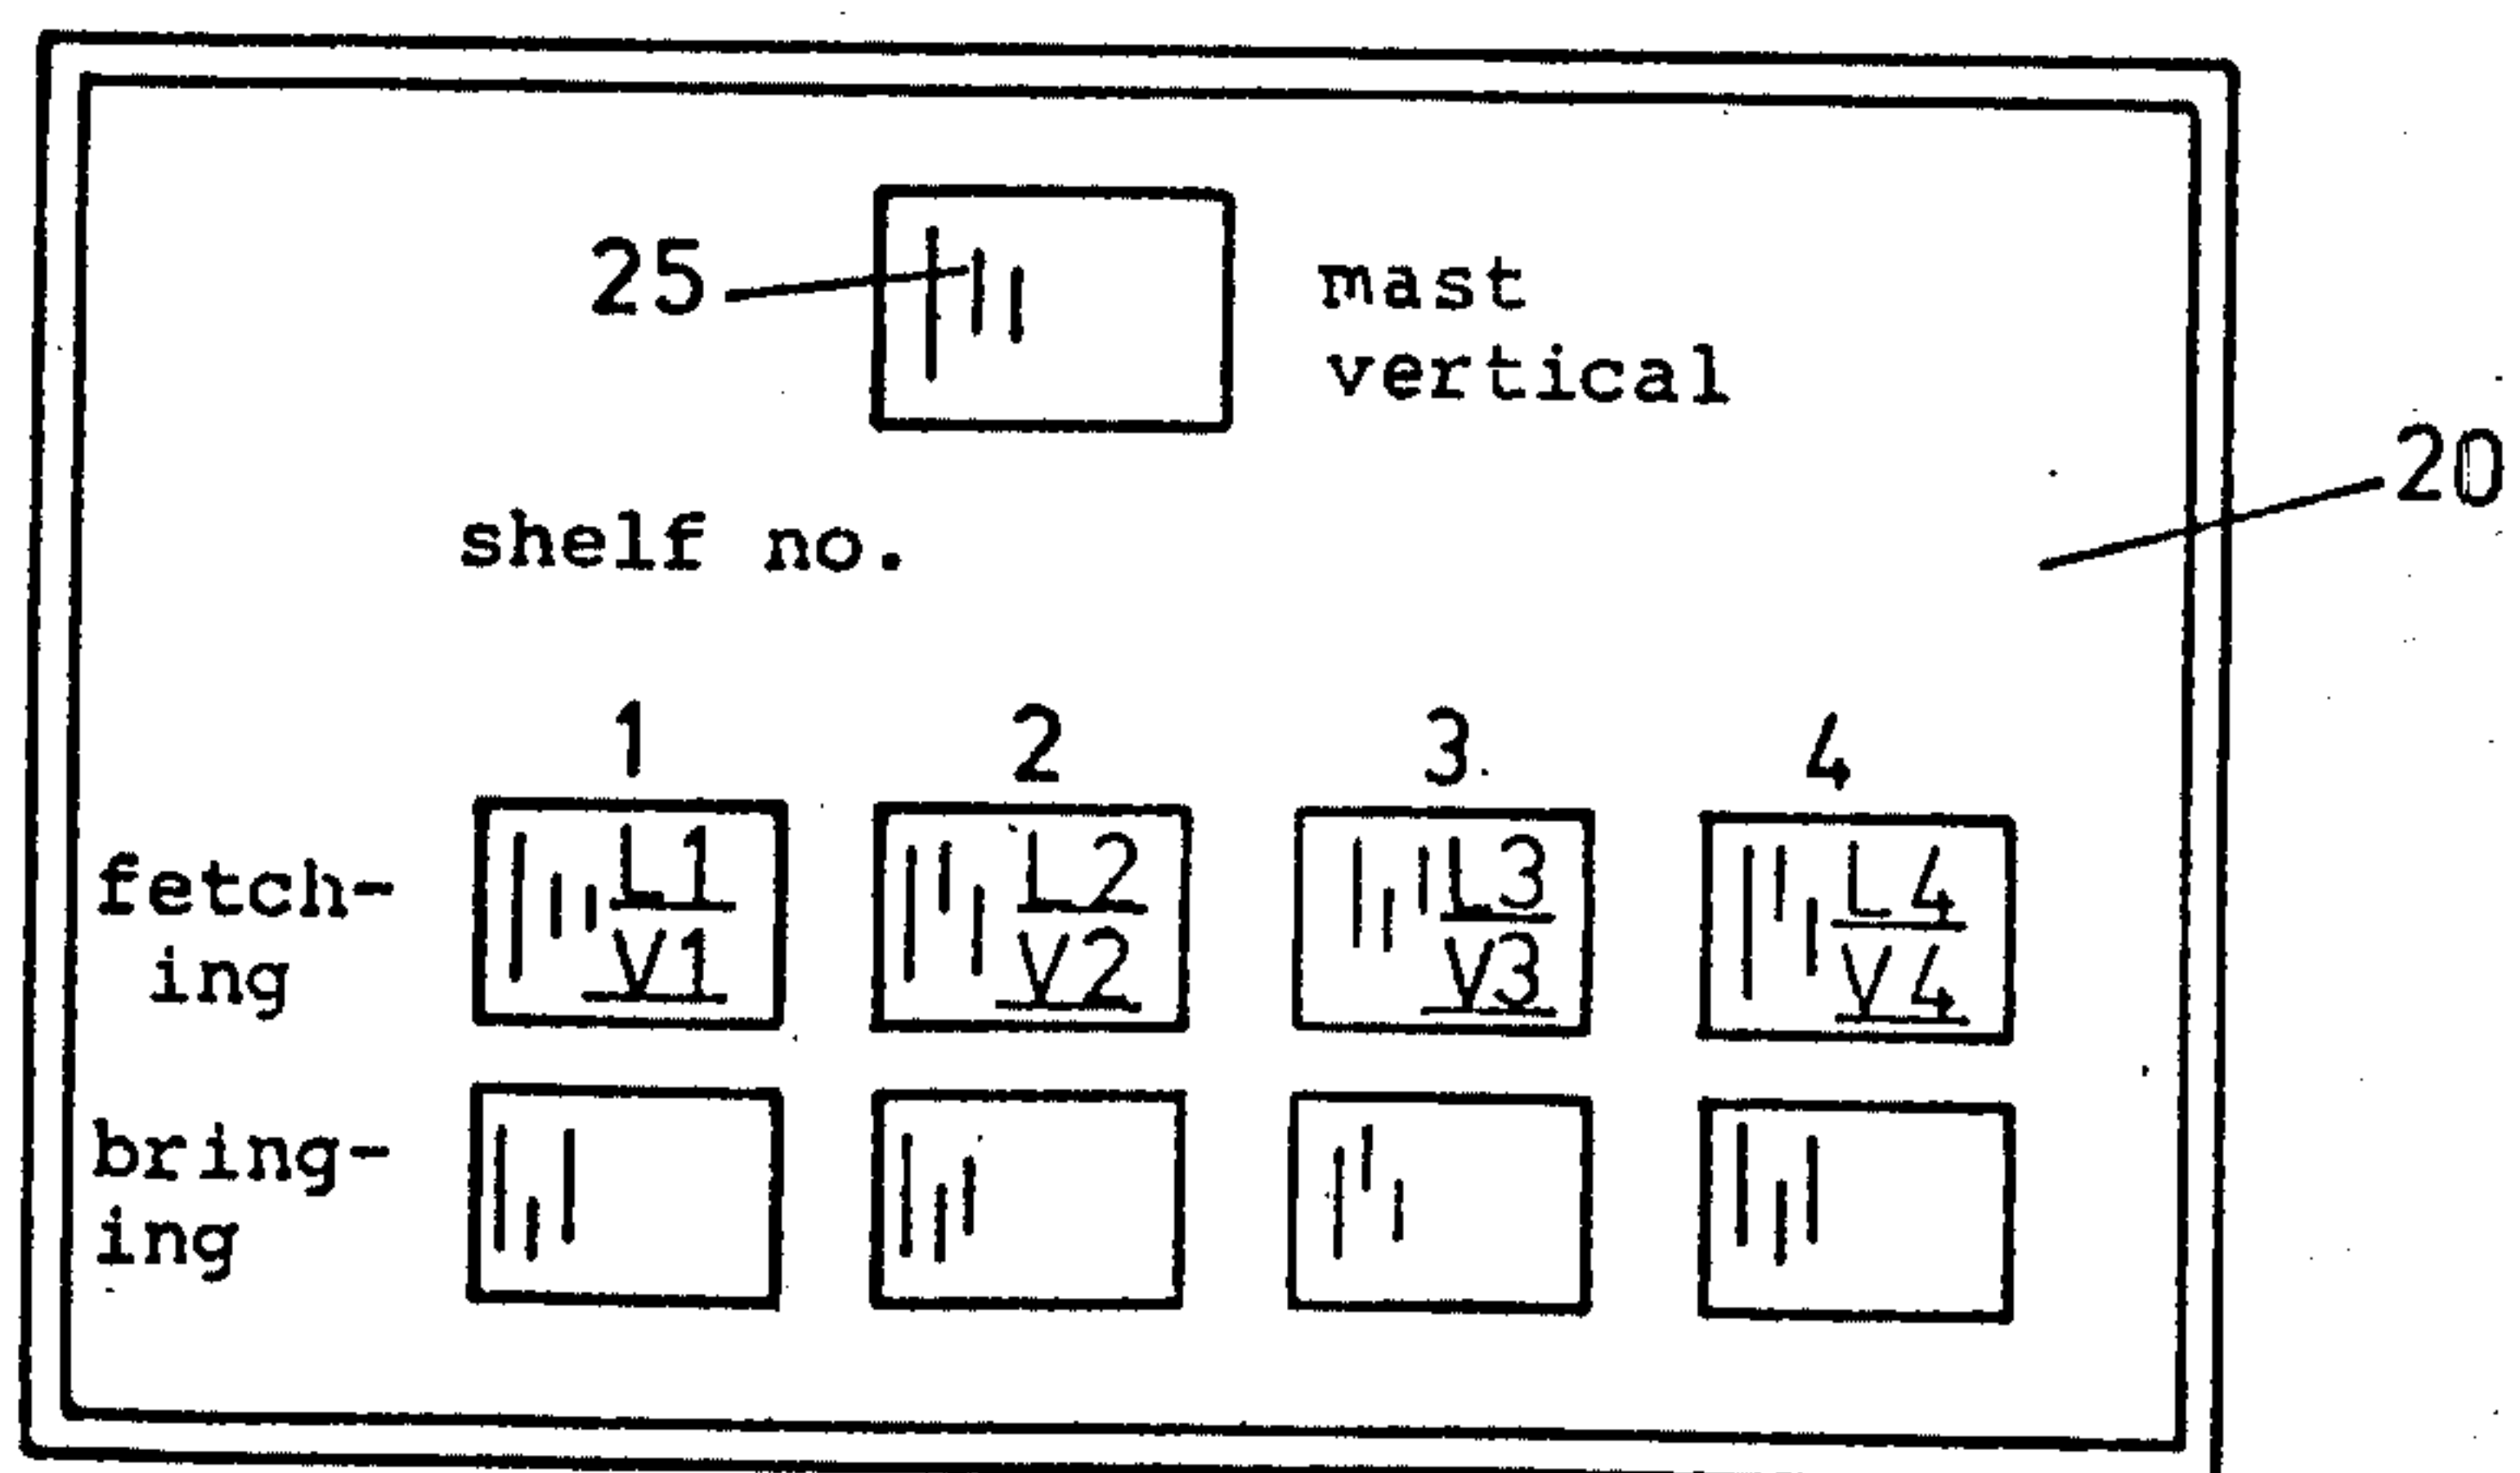 25
mast
vertical
20
shelf no.
1 2 3 4
fetch-
ing
L1 L2 L3 L4
V1 V2 V3 V4
bring-
ing